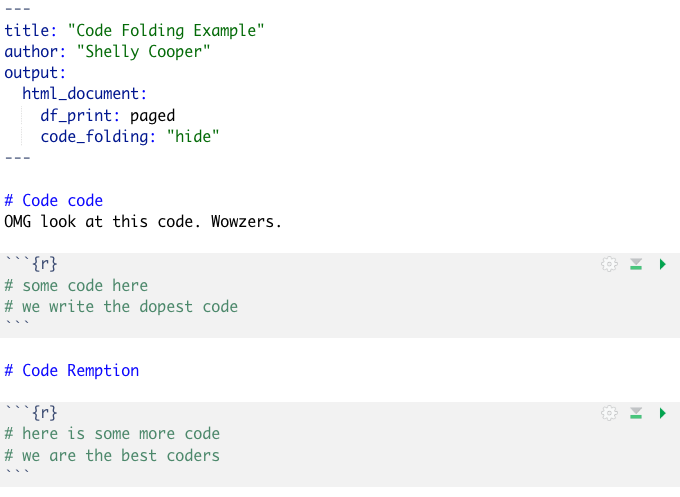 ---
title: "Code Folding Example"
author: "Shelly Cooper"
output:
  html_document:
    df_print: paged
    code_folding: "hide"
---

# Code code
OMG look at this code. Wowzers.

```{r}
# some code here
# we write the dopest code
```

# Code Remption

```{r}
# here is some more code
# we are the best coders
```